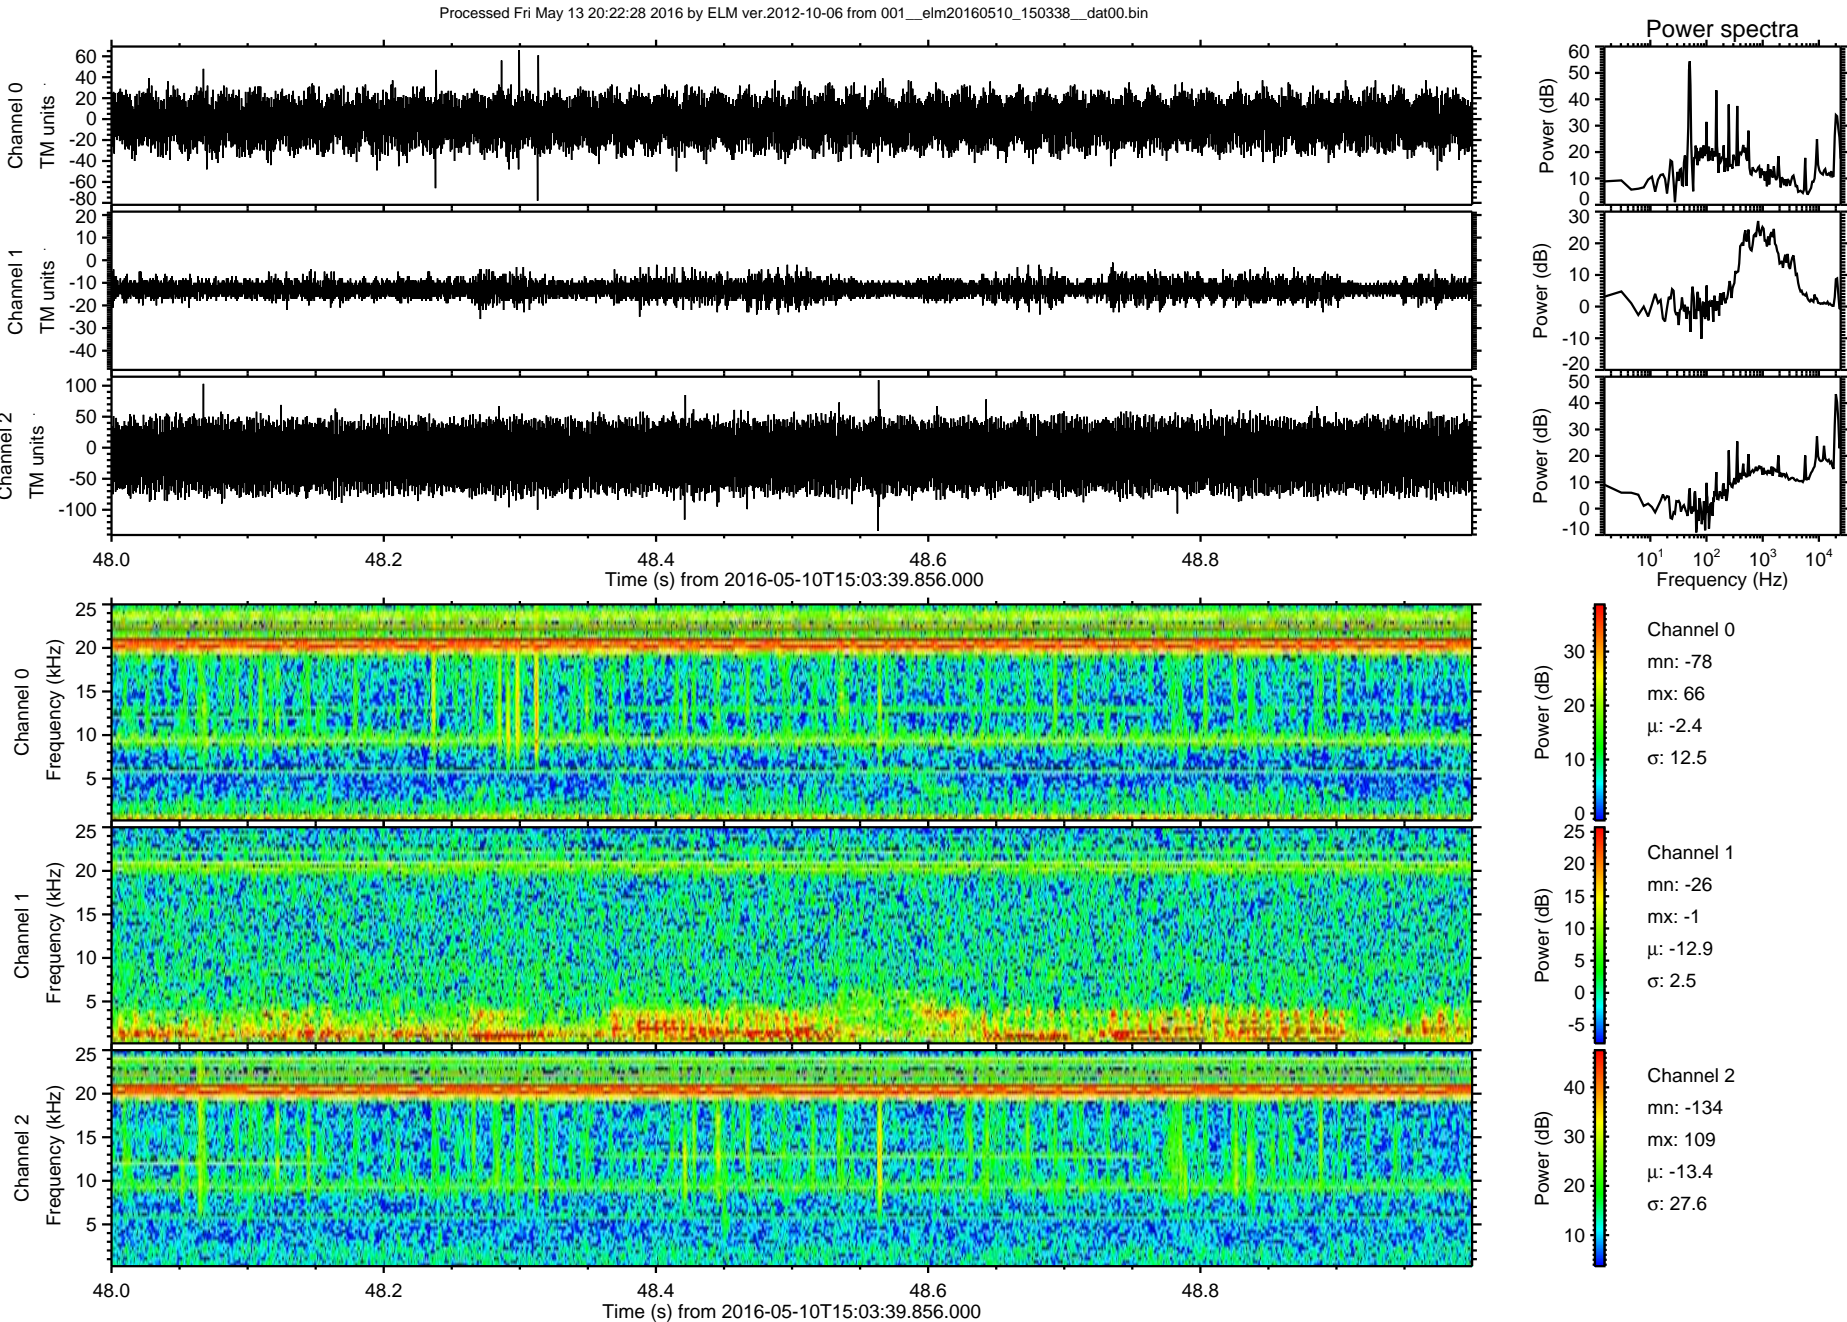 Processed Fri May 13 20:22:28 2016 by ELM ver.2012-10-06 from 001__elm20160510_150338__dat00.bin
Power spectra
Channel 0
TM units
60
40
20
0
-20
-40
-60
-80
Power (dB)
60
50
40
30
20
10
0
Channel 1
TM units
20
10
0
-10
-20
-30
-40
Power (dB)
30
20
10
0
-10
-20
Channel 2
TM units
100
50
0
-50
-100
Power (dB)
50
40
30
20
10
0
-10
48.0 48.2 48.4 48.6 48.8
Time (s) from 2016-05-10T15:03:39.856.000
10¹ 10² 10³ 10⁴
Frequency (Hz)
Channel 0
Frequency (kHz)
25
20
15
10
5
Power (dB)
30
20
10
0
Channel 0
mn: -78
mx: 66
μ: -2.4
σ: 12.5
Channel 1
Frequency (kHz)
25
20
15
10
5
Power (dB)
25
20
15
10
5
0
-5
Channel 1
mn: -26
mx: -1
μ: -12.9
σ: 2.5
Channel 2
Frequency (kHz)
25
20
15
10
5
Power (dB)
40
30
20
10
Channel 2
mn: -134
mx: 109
μ: -13.4
σ: 27.6
48.0 48.2 48.4 48.6 48.8
Time (s) from 2016-05-10T15:03:39.856.000